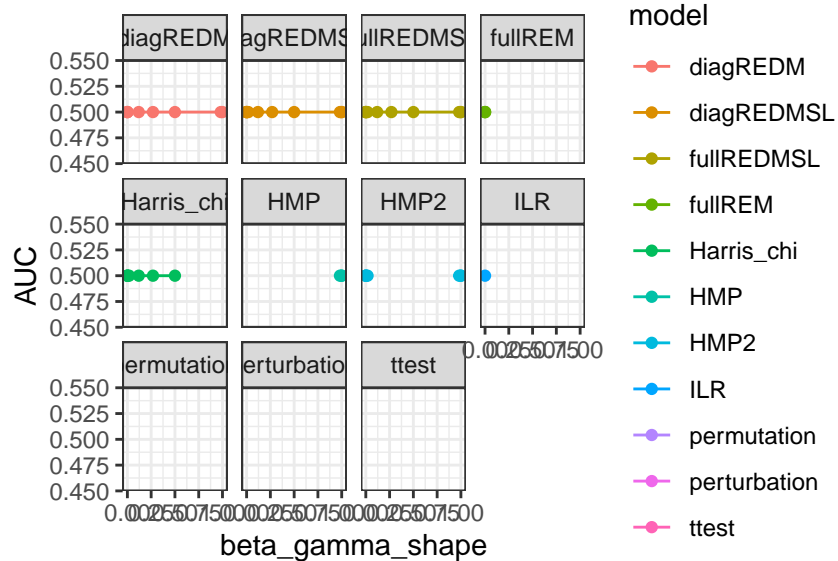 model
diagREDM agREDMS ullREDMS fullREM
0.550
0.525
0.500
0.475
0.450
Harris_chi HMP HMP2 ILR
0.550
0.525
0.500
0.475
0.450
ermutation erturbation ttest
0.550
0.525
0.500
0.475
0.450
AUC
beta_gamma_shape
diagREDM
diagREDMSL
fullREDMSL
fullREM
Harris_chi
HMP
HMP2
ILR
permutation
perturbation
ttest